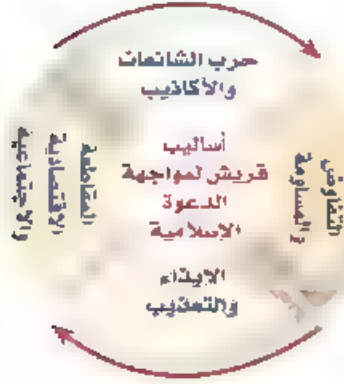 حرب الشائعات
والأكاذيب
التفاوض
والمساومة
أساليب
قريش لمواجهة
الدعوة
الإسلامية
المقاطعة
الاقتصادية
والاجتماعية
الإيذاء
والتعذيب